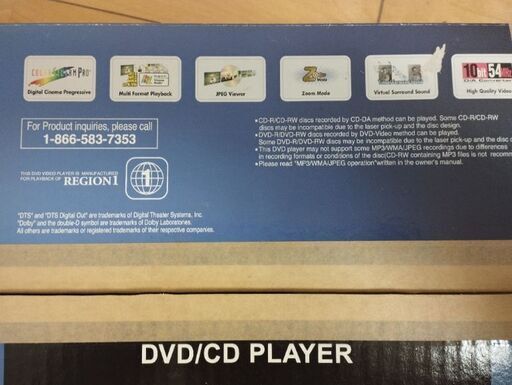 Digital Cinema Progressive
Multi Format Playback
JPEG Viewer
Zoom Mode
Virtual Surround Sound
10bit 54
D/A Converter
High Quality Video
For Product inquiries, please call
1-866-583-7353
THIS DVD VIDEO PLAYER IS MANUFACTURED
FOR PLAYBACK OF REGION 1
1
•CD-R/CD-RW discs recorded by CD-DA method can be played. Some CD-R/CD-RW
discs may be incompatible due to the laser pick-up and the disc design.
•DVD-R/DVD-RW discs recorded by DVD-Video method can be played.
Some DVD-R/DVD-RW discs may be incompatible due to the laser pick-up and
•This DVD player may not support some MP3/WMA/JPEG recordings due to differences
in recording formats or conditions of the disc(CD-RW containing MP3 files is not
Please read "MP3/WMA/JPEG operation"written in the owner's manual.
"DTS" and "DTS Digital Out" are trademarks of Digital Theater Systems, Inc.
"Dolby" and the double-D symbol are trademarks of Dolby Laboratories.
All others are trademarks or registered trademarks of their respective companies.
DVD/CD PLAYER